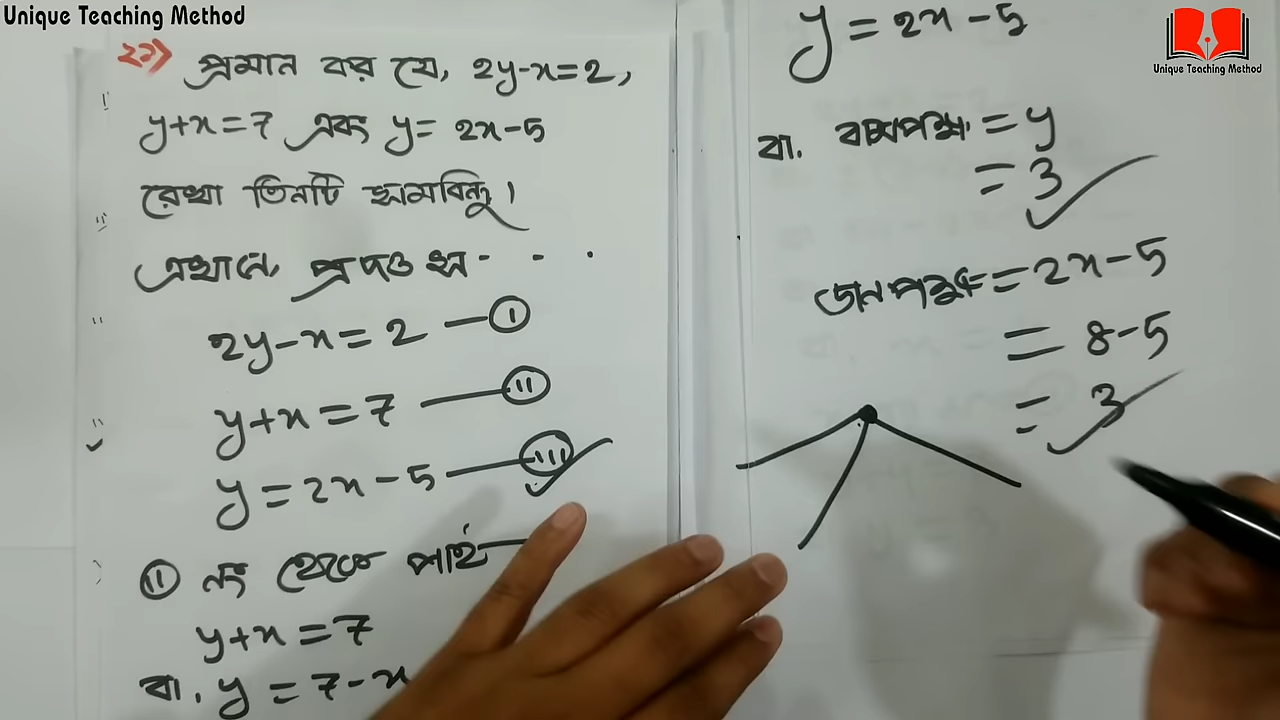 Unique Teaching Method
২২》 প্রমান কর যে, 2y-x=2,
y+x=7 এবং y= 2x-5
রেখা তিনটি সমবিন্দু।
এখানে, প্রদত্ত স - - .
2y-x=2 — (i)
y+x=7 — (ii)
y=2x-5 — (iii)
(ii) নং থেকে পাই—
y+x=7
বা, y=7-x
y=2x-5
বা. বামপক্ষ = y
= 3
ডানপক্ষ = 2x-5
= 8-5
= 3
Unique Teaching Method